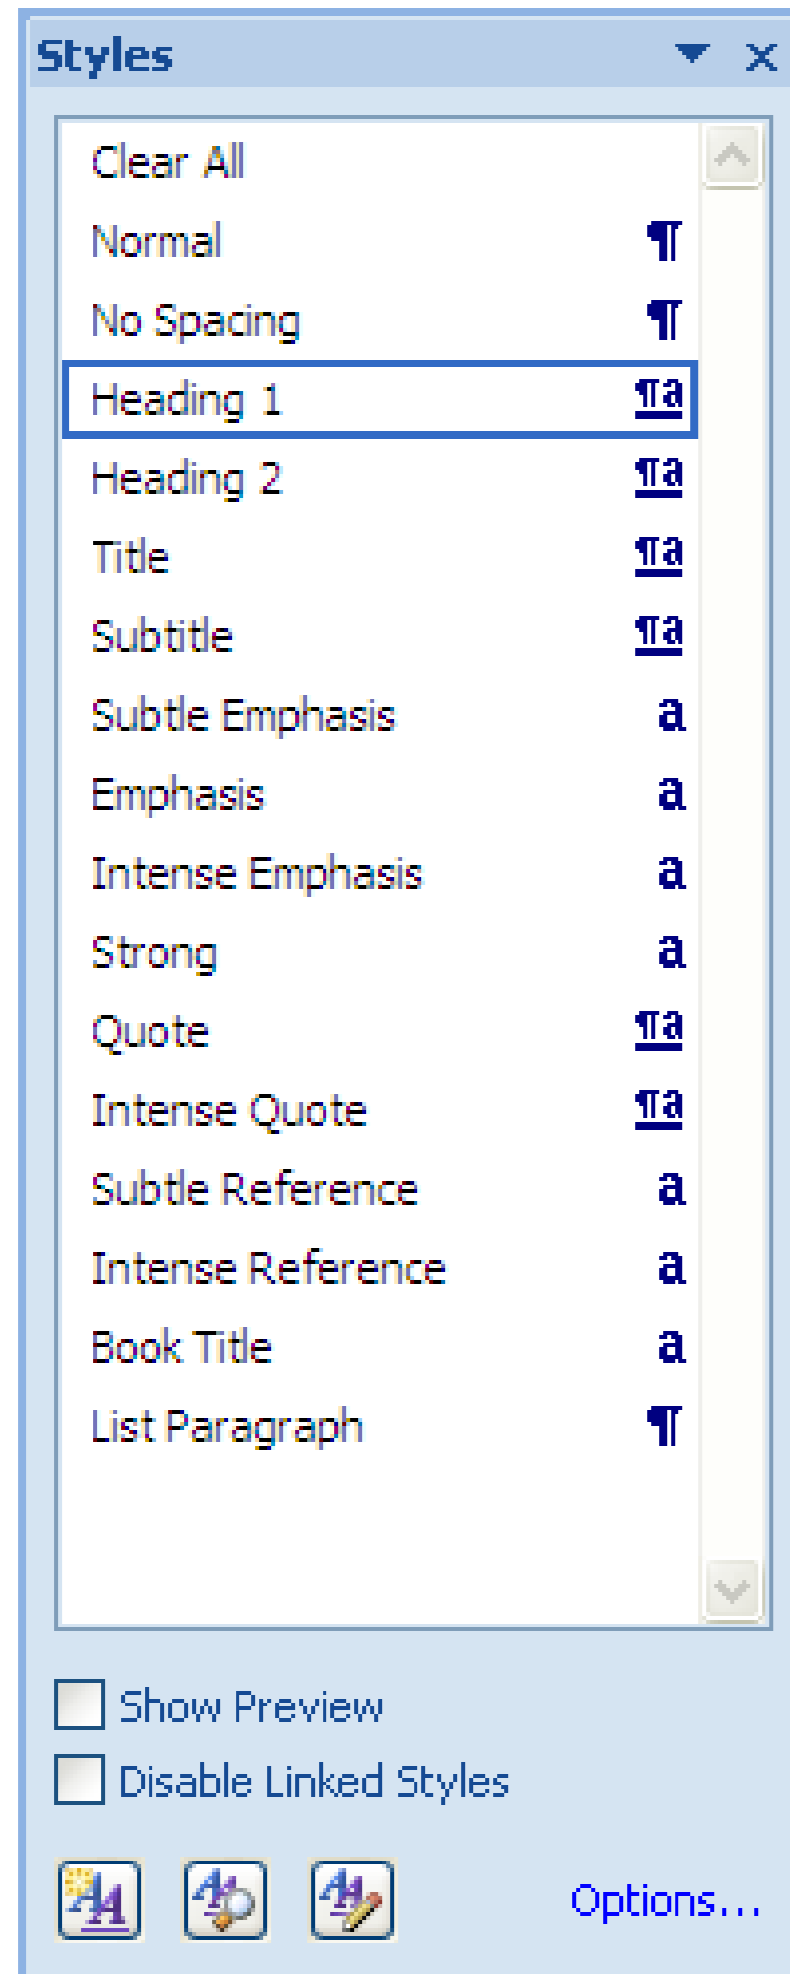 Styles
Clear All
Normal ¶
No Spacing ¶
Heading 1 ¶a
Heading 2 ¶a
Title ¶a
Subtitle ¶a
Subtle Emphasis a
Emphasis a
Intense Emphasis a
Strong a
Quote ¶a
Intense Quote ¶a
Subtle Reference a
Intense Reference a
Book Title a
List Paragraph ¶
Show Preview
Disable Linked Styles
Options...